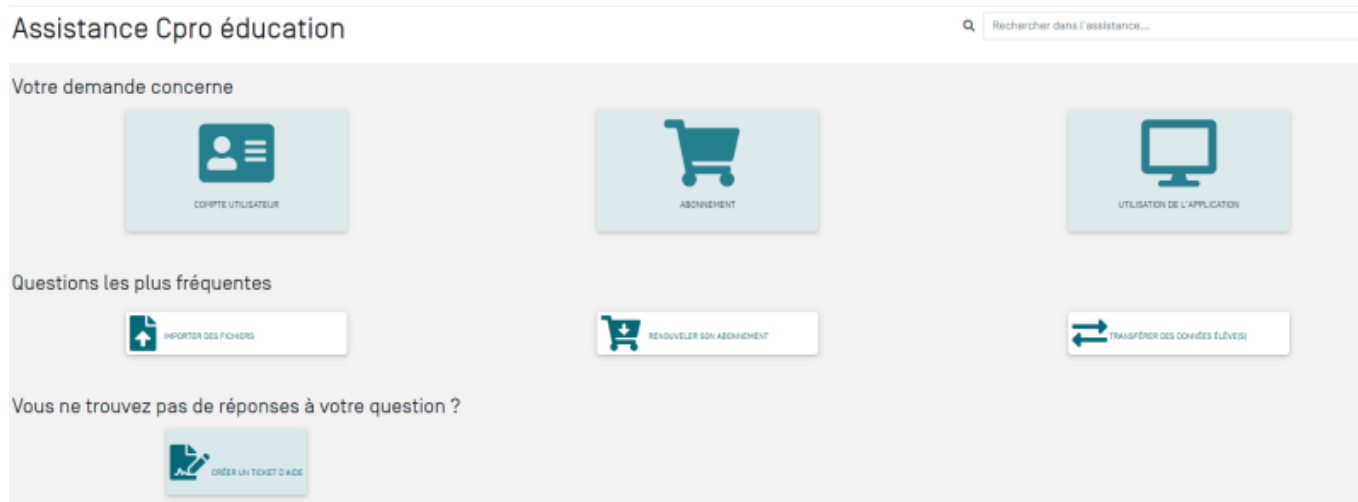 Assistance Cpro éducation
Rechercher dans l'assistance...
Votre demande concerne
COMPTE UTILISATEUR
ABONNEMENT
UTILISATION DE L'APPLICATION
Questions les plus fréquentes
IMPORTER DES FICHIERS
RENOUVELER SON ABONNEMENT
TRANSFÉRER DES DONNÉES ÉLÈVE(S)
Vous ne trouvez pas de réponses à votre question ?
CRÉER UN TICKET D'AIDE